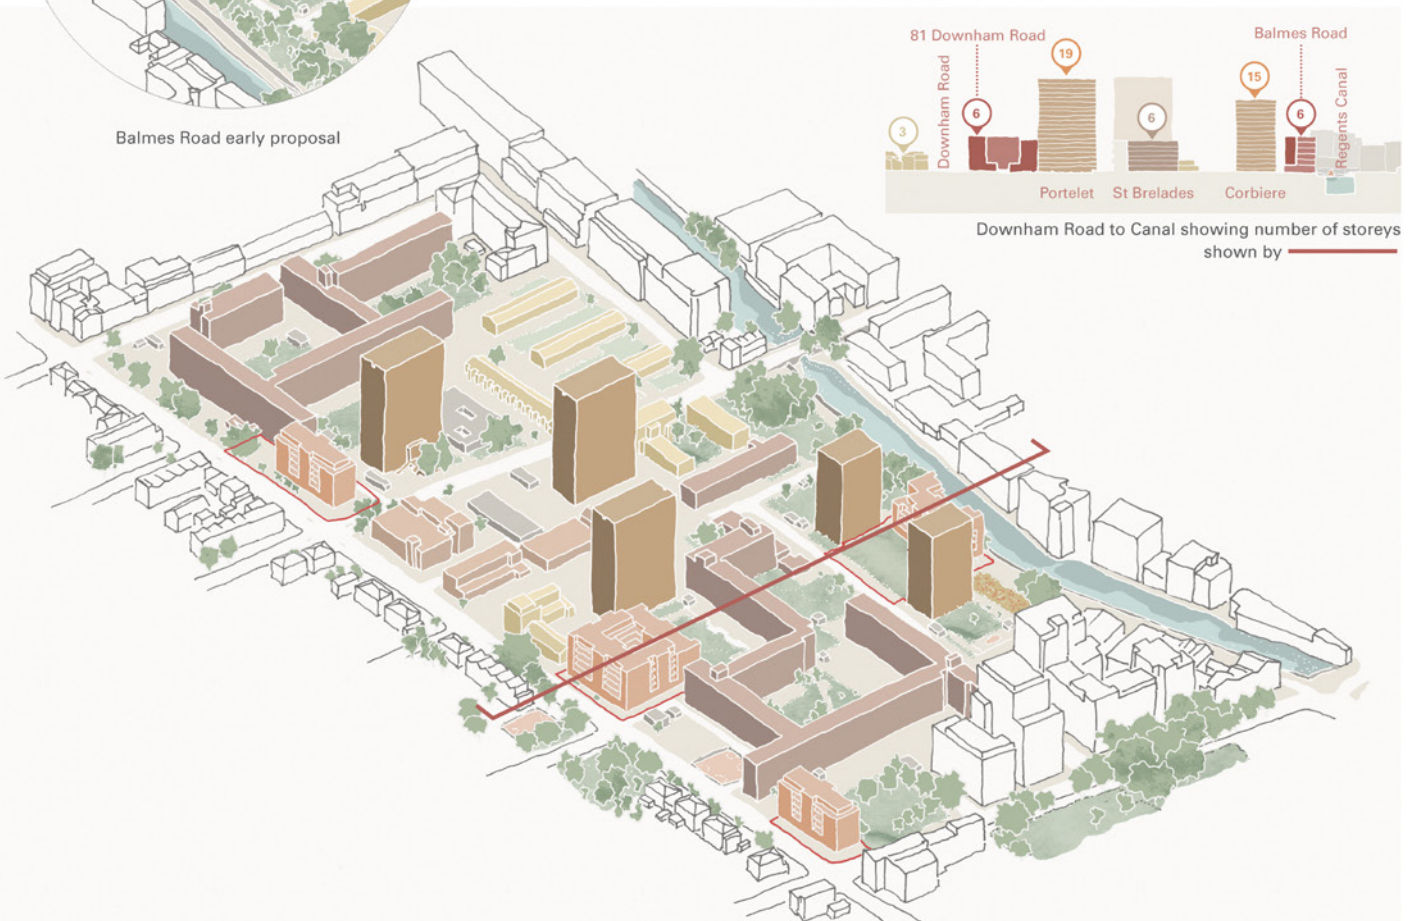 Balmes Road early proposal
81 Downham Road
Balmes Road
Downham Road
Regents Canal
3
6
19
6
15
6
Portelet
St Brelades
Corbiere
Downham Road to Canal showing number of storeys
shown by